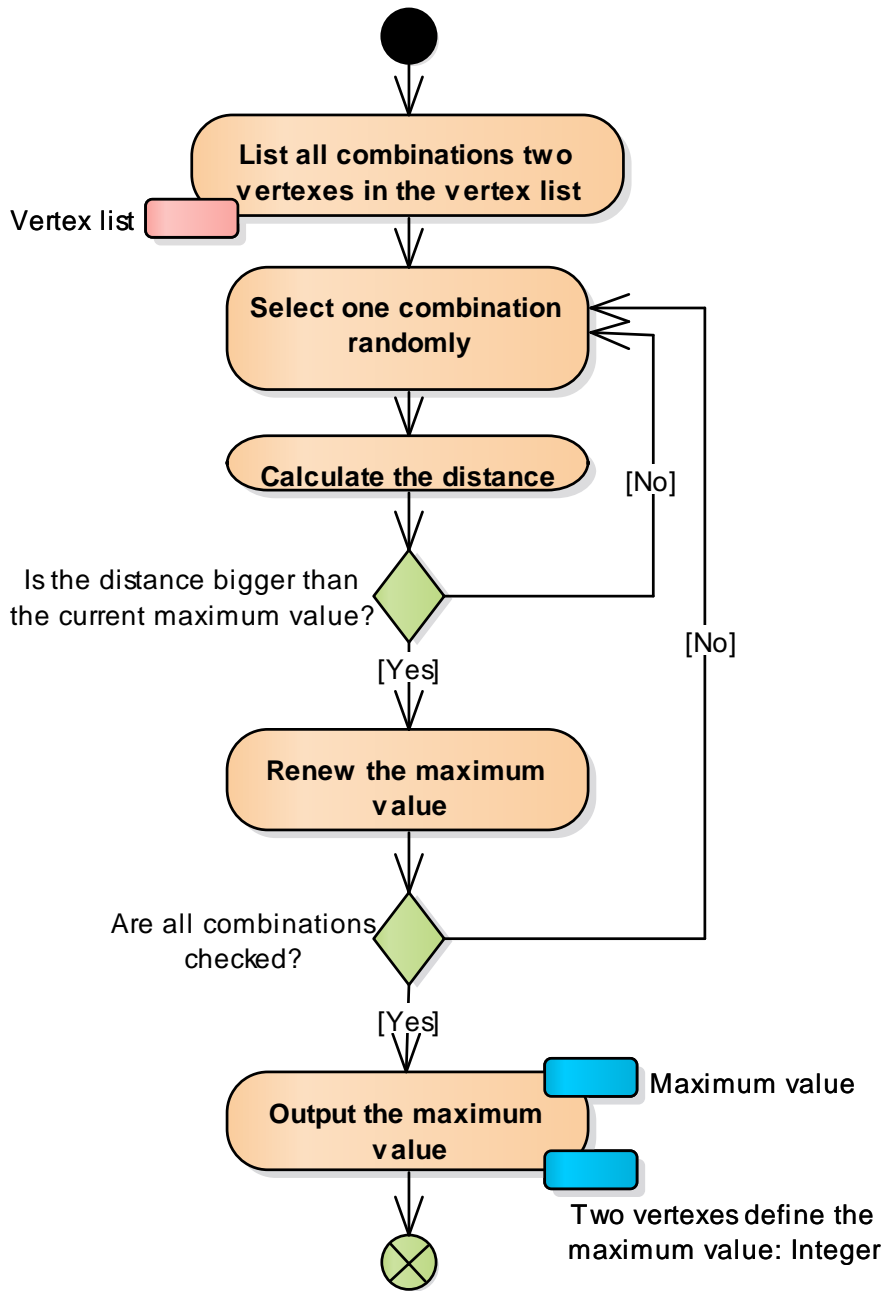 List all combinations two
vertexes in the vertex list
Vertex list
Select one combination
randomly
Calculate the distance
[No]
Is the distance bigger than
the current maximum value?
[No]
[Yes]
Renew the maximum
value
Are all combinations
checked?
[Yes]
Maximum value
Output the maximum
value
Two vertexes define the
maximum value: Integer